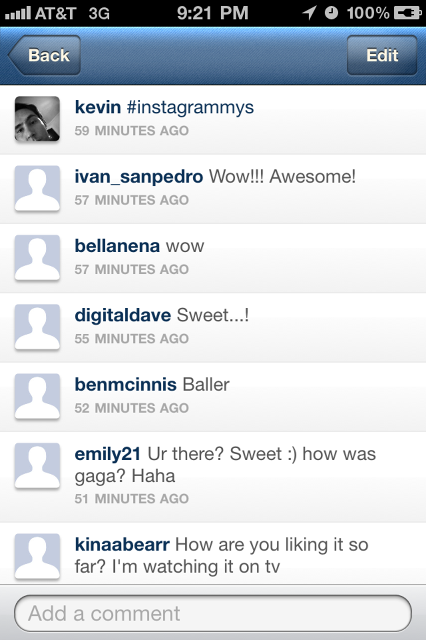 AT&T 3G 9:21 PM 100%
Back Edit
kevin #instagrammys
59 MINUTES AGO
ivan_sanpedro Wow!!! Awesome!
57 MINUTES AGO
bellanena wow
57 MINUTES AGO
digitaldave Sweet...!
55 MINUTES AGO
benmcinnis Baller
52 MINUTES AGO
emily21 Ur there? Sweet :) how was
gaga? Haha
51 MINUTES AGO
kinaabearr How are you liking it so
far? I'm watching it on tv
Add a comment